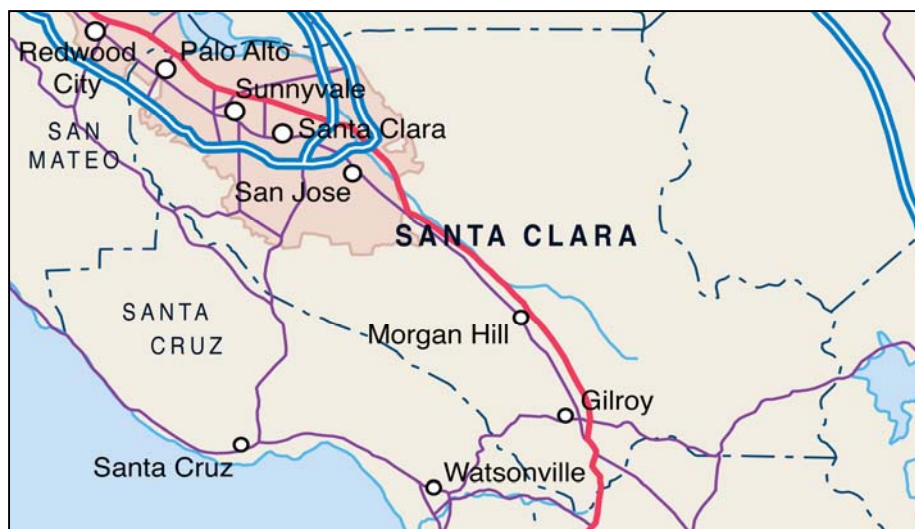 Redwood
City
Palo Alto
Sunnyvale
SAN
MATEO
Santa Clara
San Jose
SANTA CLARA
SANTA
CRUZ
Morgan Hill
Gilroy
Santa Cruz
Watsonville